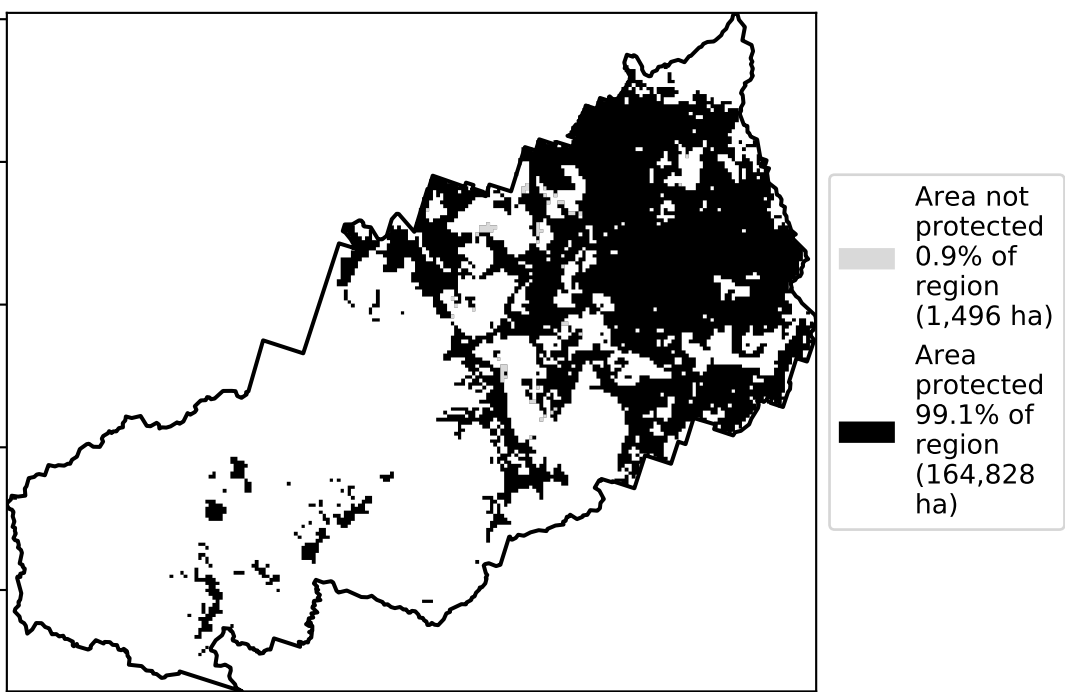 Area not
protected
0.9% of
region
(1,496 ha)
Area
protected
99.1% of
region
(164,828
ha)